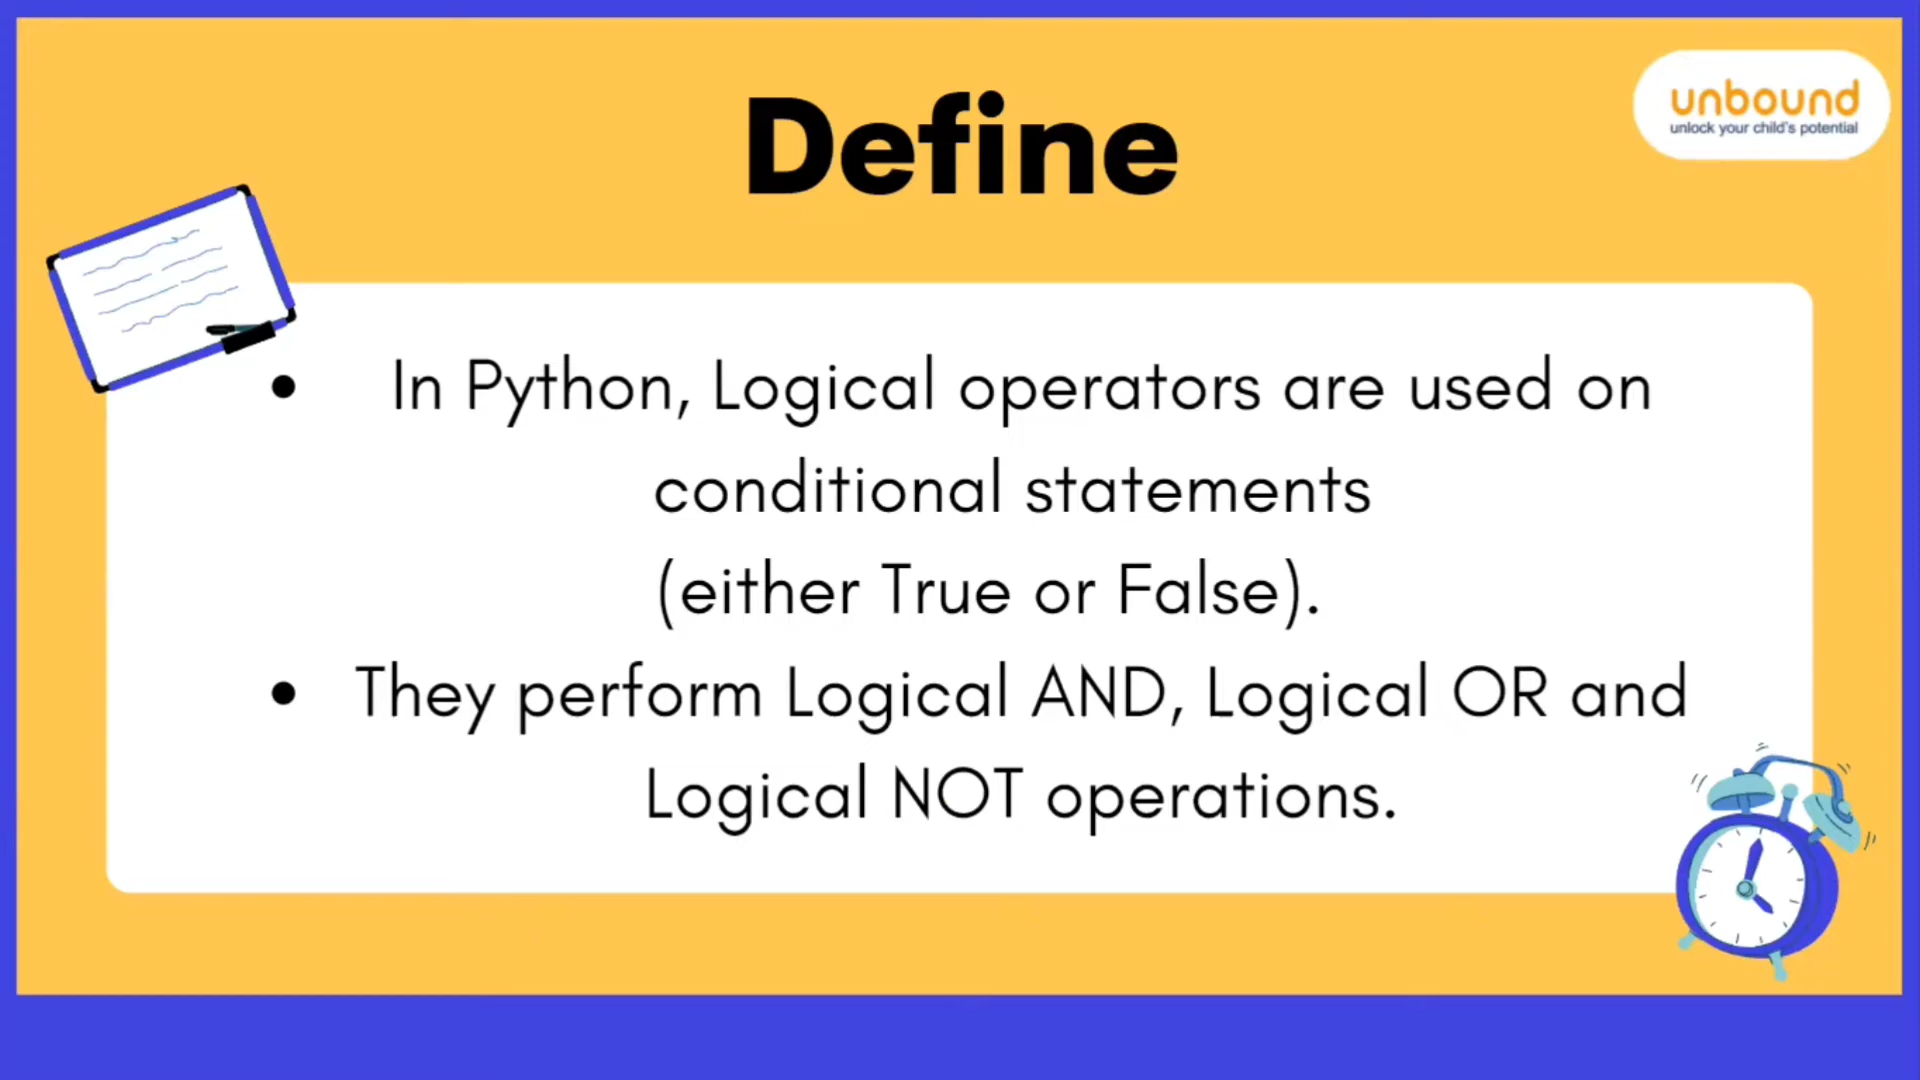 Define
unbound
unlock your child's potential
• In Python, Logical operators are used on
conditional statements
(either True or False).
• They perform Logical AND, Logical OR and
Logical NOT operations.